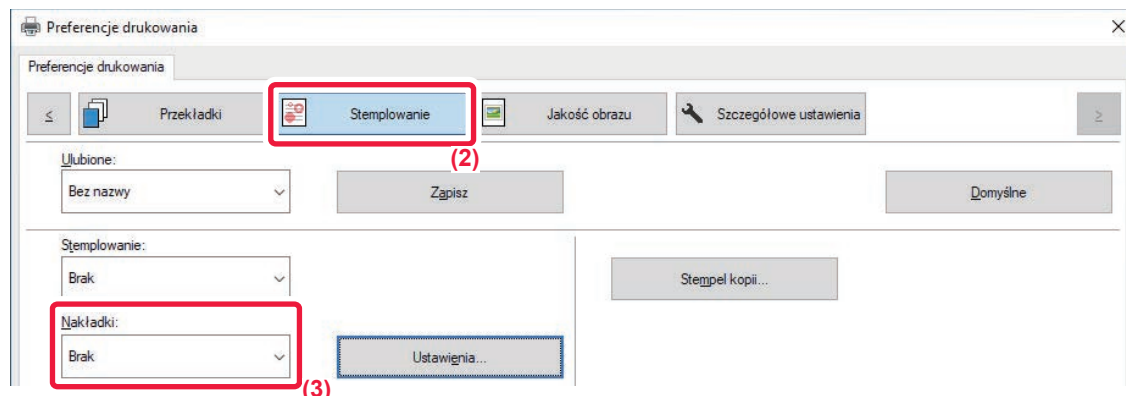 Preferencje drukowania
Preferencje drukowania
≤ Przekładki Stemplowanie Jakość obrazu Szczegółowe ustawienia ≥
(2)
Ulubione:
Bez nazwy Zapisz Domyślne
Stemplowanie:
Brak Stempel kopii...
Nakładki:
Brak Ustawienia...
(3)